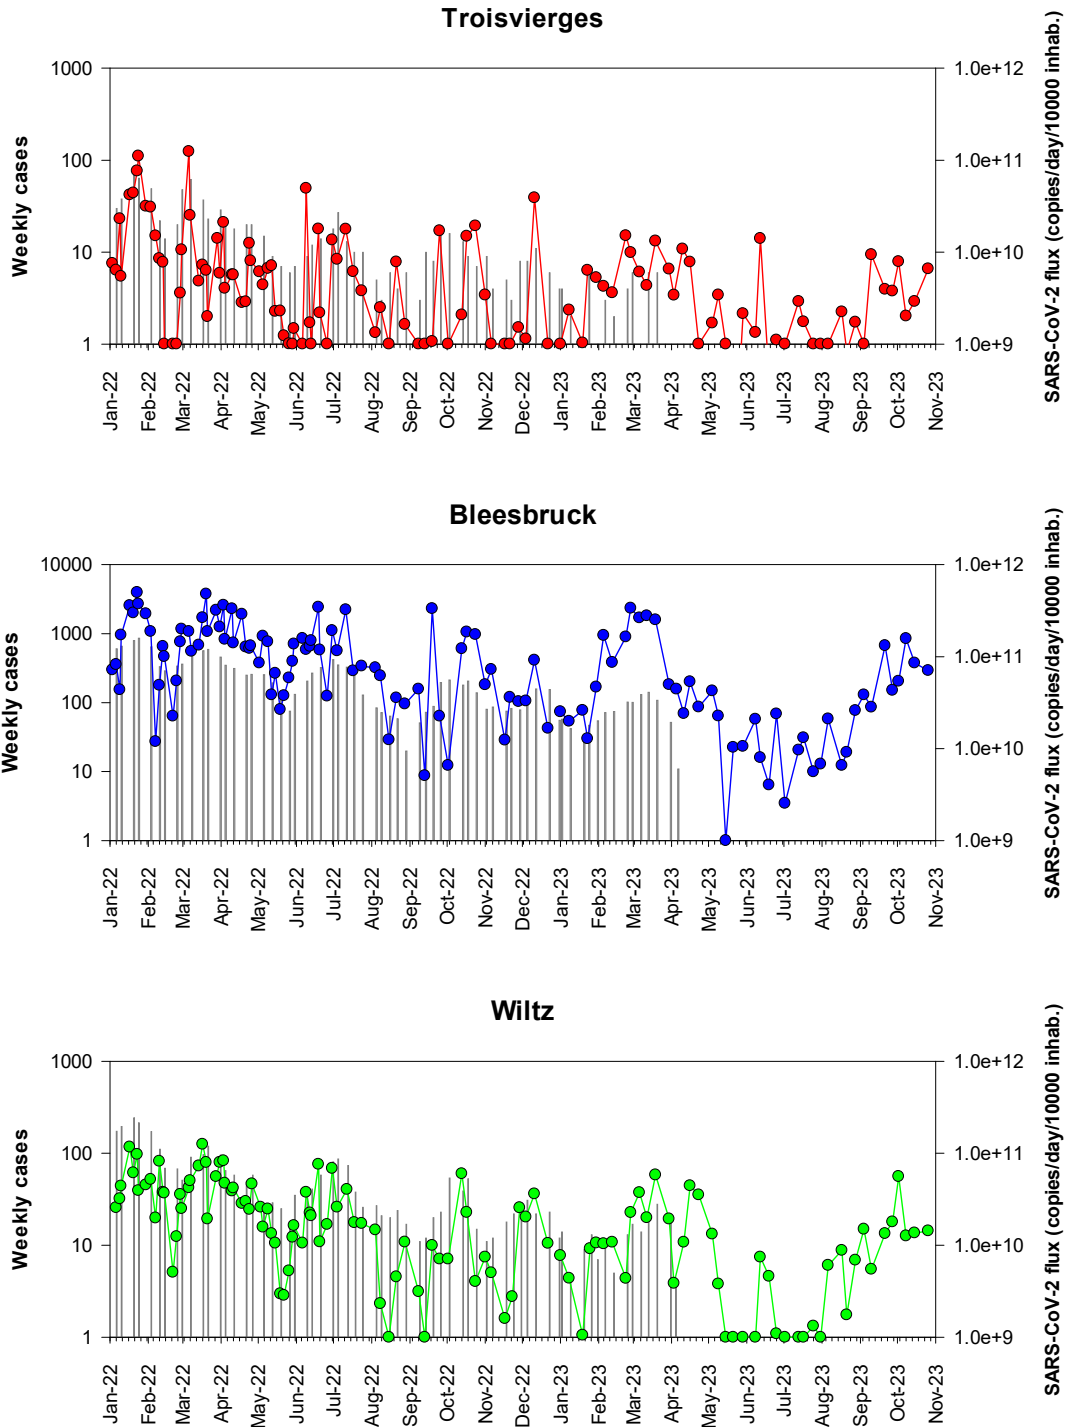 Troisvierges
Weekly cases
1000
100
10
1
1.0e+12
1.0e+11
1.0e+10
1.0e+9
SARS-CoV-2 flux (copies/day/10000 inhab.)
Jan-22 Feb-22 Mar-22 Apr-22 May-22 Jun-22 Jul-22 Aug-22 Sep-22 Oct-22 Nov-22 Dec-22 Jan-23 Feb-23 Mar-23 Apr-23 May-23 Jun-23 Jul-23 Aug-23 Sep-23 Oct-23 Nov-23
Bleesbruck
Weekly cases
10000
1000
100
10
1
1.0e+12
1.0e+11
1.0e+10
1.0e+9
SARS-CoV-2 flux (copies/day/10000 inhab.)
Jan-22 Feb-22 Mar-22 Apr-22 May-22 Jun-22 Jul-22 Aug-22 Sep-22 Oct-22 Nov-22 Dec-22 Jan-23 Feb-23 Mar-23 Apr-23 May-23 Jun-23 Jul-23 Aug-23 Sep-23 Oct-23 Nov-23
Wiltz
Weekly cases
1000
100
10
1
1.0e+12
1.0e+11
1.0e+10
1.0e+9
SARS-CoV-2 flux (copies/day/10000 inhab.)
Jan-22 Feb-22 Mar-22 Apr-22 May-22 Jun-22 Jul-22 Aug-22 Sep-22 Oct-22 Nov-22 Dec-22 Jan-23 Feb-23 Mar-23 Apr-23 May-23 Jun-23 Jul-23 Aug-23 Sep-23 Oct-23 Nov-23